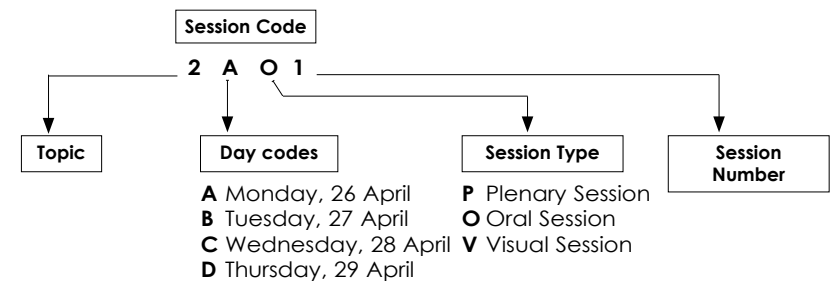 Session Code
2 A O 1
Topic
Day codes
Session Type
Session
Number
A Monday, 26 April
B Tuesday, 27 April
C Wednesday, 28 April
D Thursday, 29 April
P Plenary Session
O Oral Session
V Visual Session